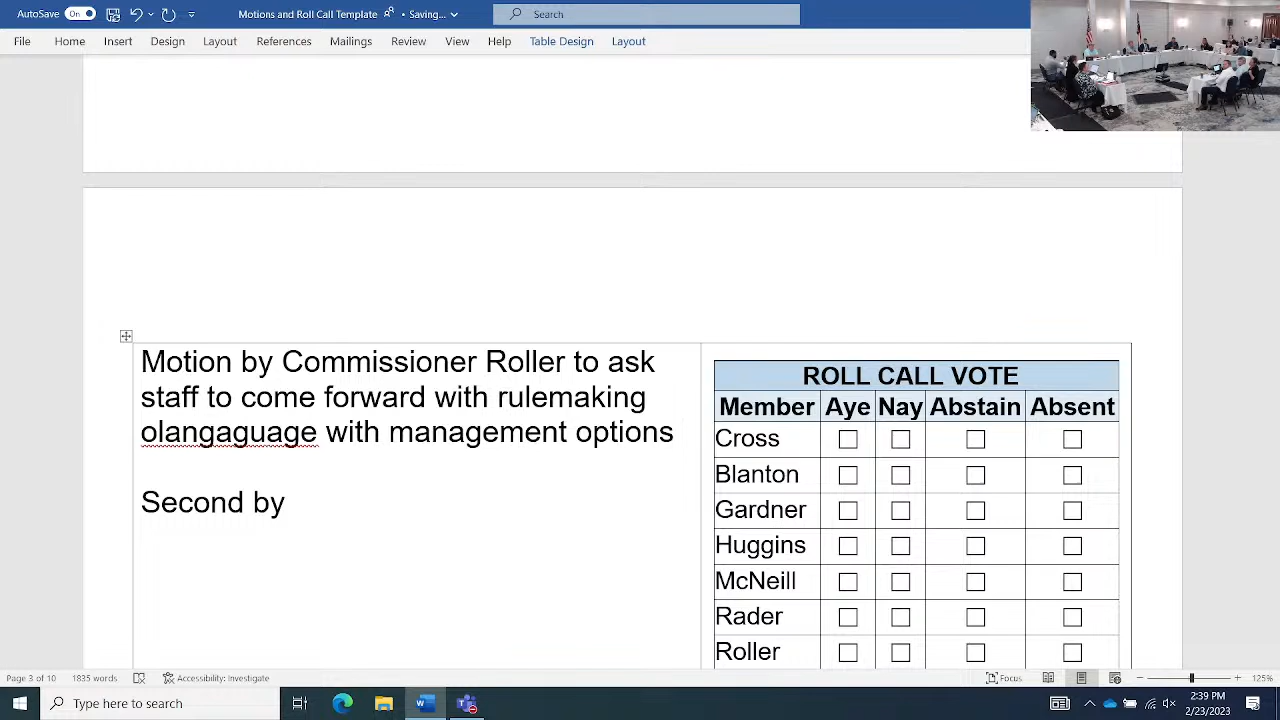 AutoSave On Motions and Roll Call Template • Saving... Search
File Home Insert Design Layout References Mailings Review View Help Table Design Layout
Motion by Commissioner Roller to ask
staff to come forward with rulemaking
olangaguage with management options
Second by
ROLL CALL VOTE
Member Aye Nay Abstain Absent
Cross ☐ ☐ ☐ ☐
Blanton ☐ ☐ ☐ ☐
Gardner ☐ ☐ ☐ ☐
Huggins ☐ ☐ ☐ ☐
McNeill ☐ ☐ ☐ ☐
Rader ☐ ☐ ☐ ☐
Roller ☐ ☐ ☐ ☐
Page 3 of 10 1835 words Accessibility: Investigate Focus 125%
Type here to search 2:39 PM
2/23/2023